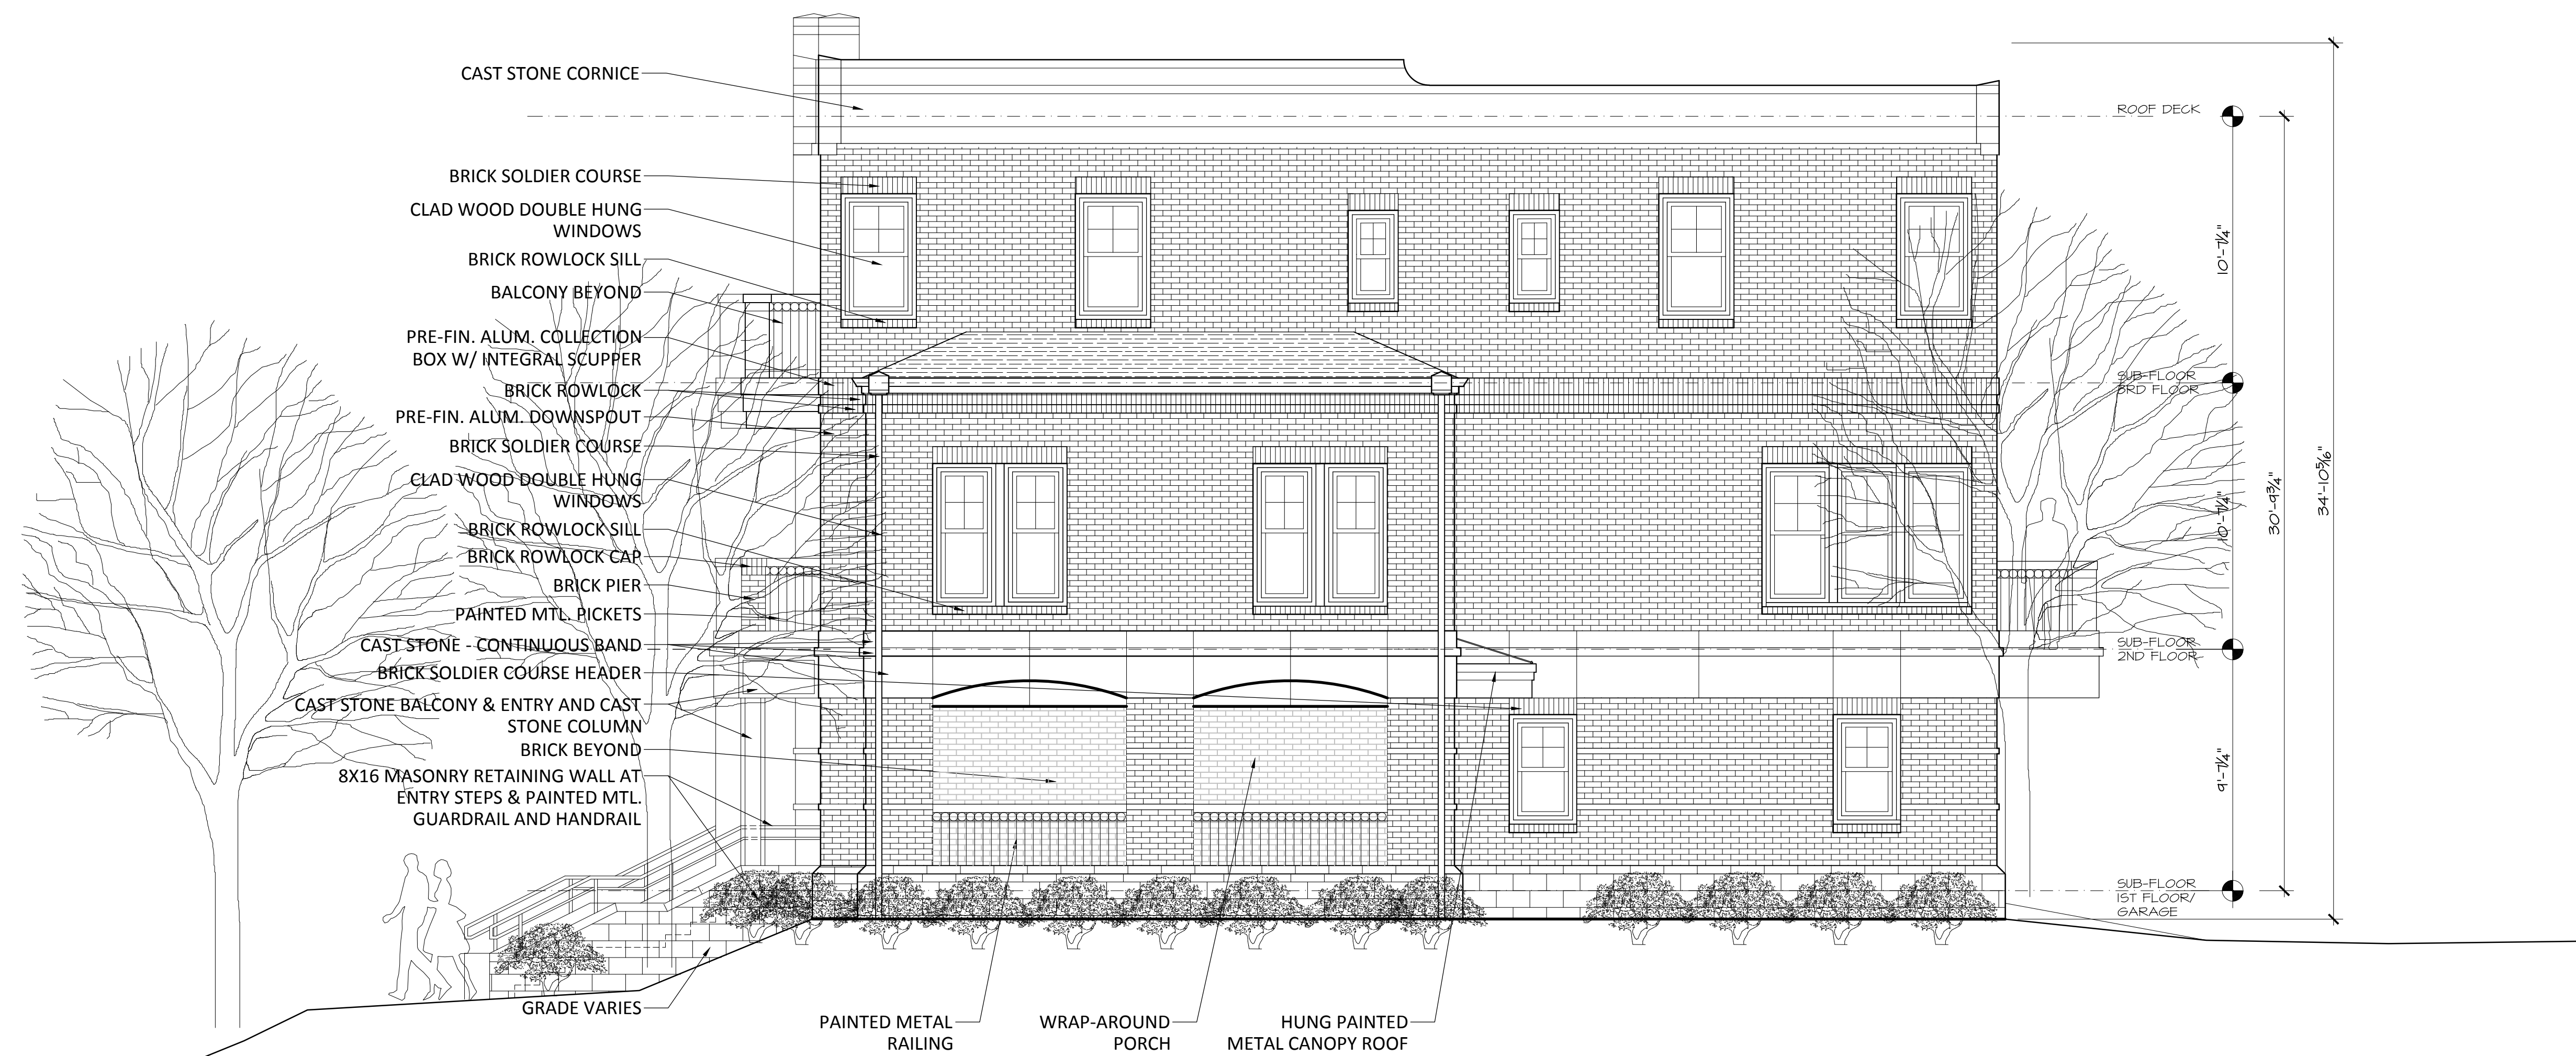 CAST STONE CORNICE
BRICK SOLDIER COURSE
CLAD WOOD DOUBLE HUNG
WINDOWS
BRICK ROWLOCK SILL
BALCONY BEYOND
PRE-FIN. ALUM. COLLECTION
BOX W/ INTEGRAL SCUPPER
BRICK ROWLOCK
PRE-FIN. ALUM. DOWNSPOUT
BRICK SOLDIER COURSE
CLAD WOOD DOUBLE HUNG
WINDOWS
BRICK ROWLOCK SILL
BRICK ROWLOCK CAP
BRICK PIER
PAINTED MTL. PICKETS
CAST STONE - CONTINUOUS BAND
BRICK SOLDIER COURSE HEADER
CAST STONE BALCONY & ENTRY AND CAST
STONE COLUMN
BRICK BEYOND
8X16 MASONRY RETAINING WALL AT
ENTRY STEPS & PAINTED MTL.
GUARDRAIL AND HANDRAIL
GRADE VARIES
PAINTED METAL
RAILING
WRAP-AROUND
PORCH
HUNG PAINTED
METAL CANOPY ROOF
ROOF DECK
SUB-FLOOR
3RD FLOOR
SUB-FLOOR
2ND FLOOR
SUB-FLOOR
1ST FLOOR/
GARAGE
10'-7¼"
10'-7¼"
9'-7¼"
30'-9¾"
34'-10⁵⁄₁₆"